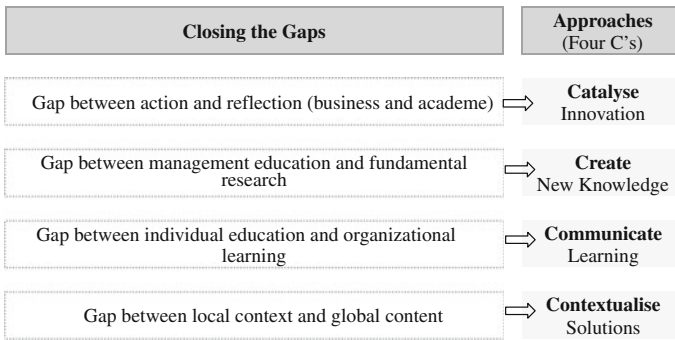 Closing the Gaps
Approaches
(Four C's)
Gap between action and reflection (business and academe)
Catalyse
Innovation
Gap between management education and fundamental
research
Create
New Knowledge
Gap between individual education and organizational
learning
Communicate
Learning
Gap between local context and global content
Contextualise
Solutions